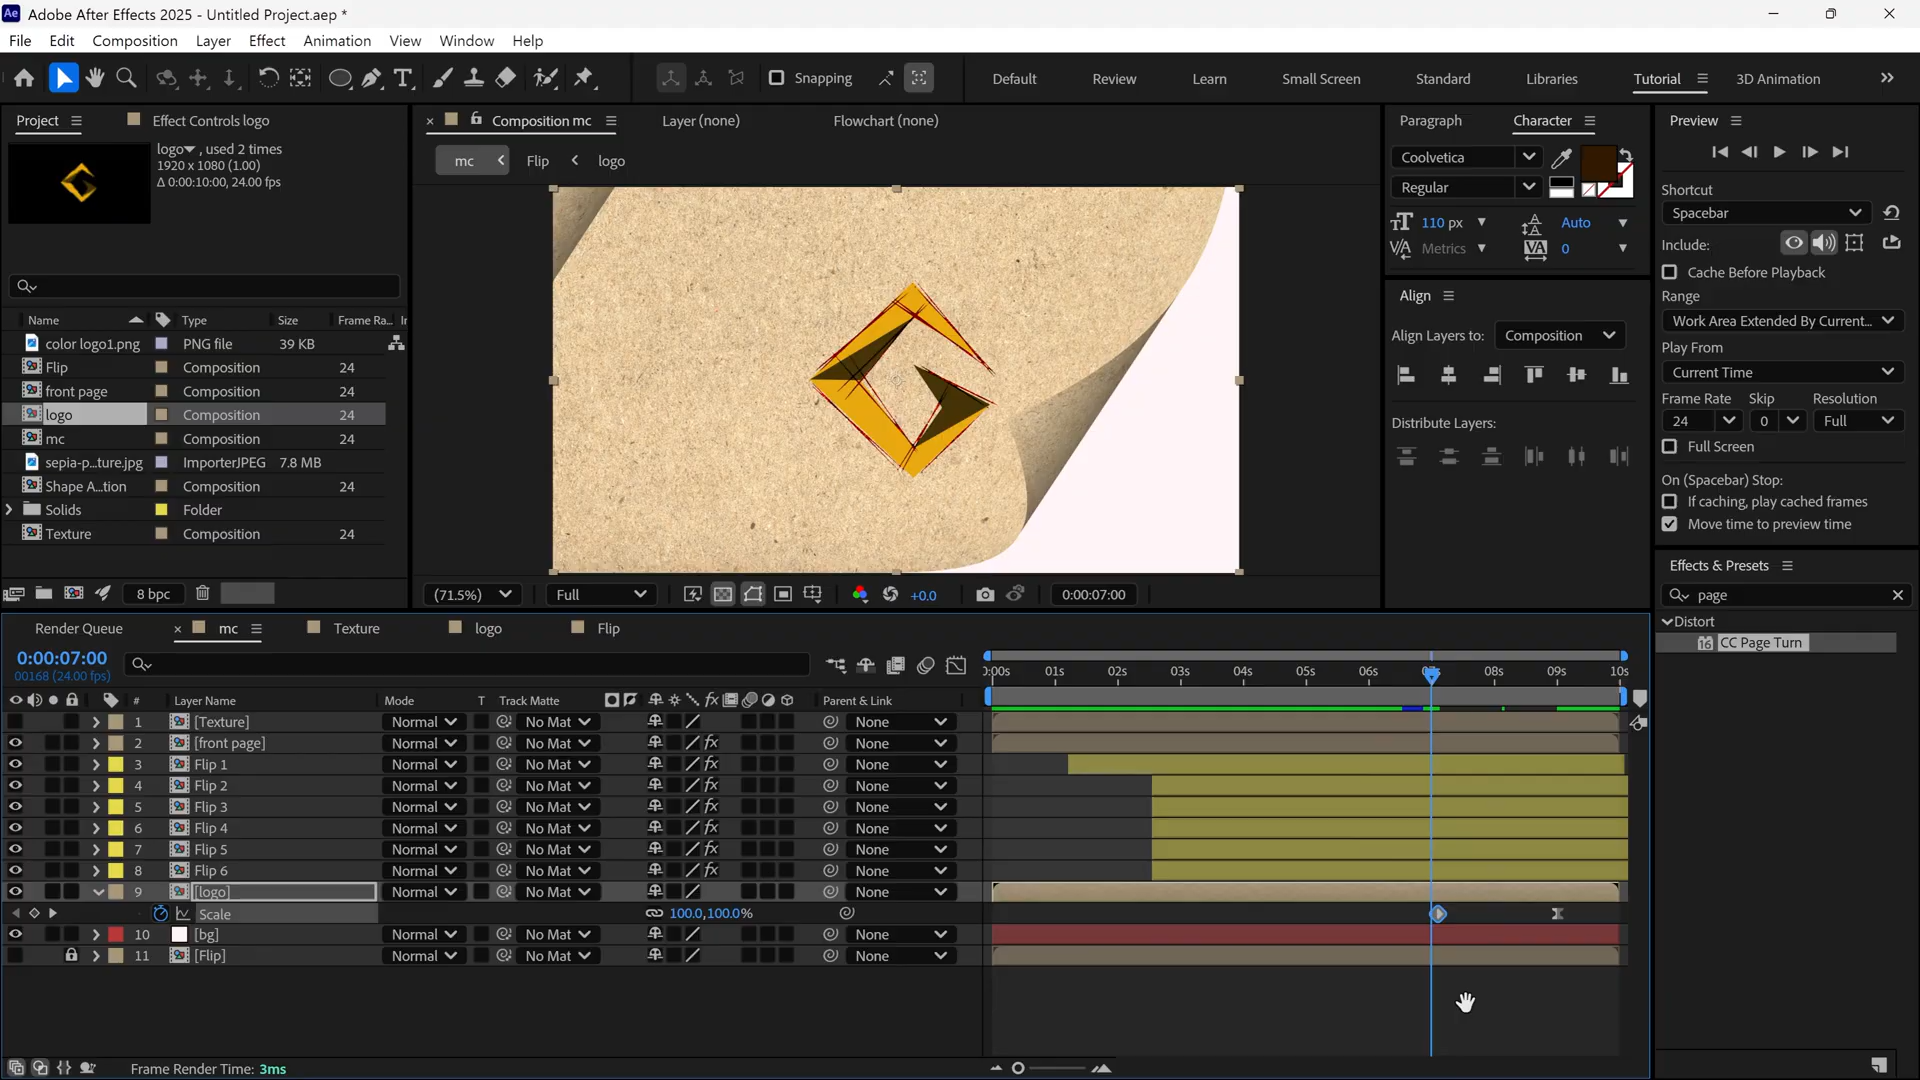 Adobe After Effects 2025 - Untitled Project.aep *
File Edit Composition Layer Effect Animation View Window Help
Snapping Default Review Learn Small Screen Standard Libraries Tutorial 3D Animation
Project Effect Controls logo
logo , used 2 times
1920 x 1080 (1.00)
Δ 0:00:10:00, 24.00 fps
Name Type Size Frame Ra... In
color logo1.png PNG file 39 KB
Flip Composition 24
front page Composition 24
logo Composition 24
mc Composition 24
sepia-p...ture.jpg ImporterJPEG 7.8 MB
Shape A...tion Composition 24
Solids Folder
Texture Composition 24
8 bpc
Composition mc Layer (none) Flowchart (none)
mc Flip logo
(71.5%) Full +0.0 0:00:07:00
Paragraph Character
Coolvetica
Regular
110 px Auto
Metrics 0
Align
Align Layers to: Composition
Distribute Layers:
Preview
Shortcut
Spacebar
Include:
Cache Before Playback
Range
Work Area Extended By Current...
Play From
Current Time
Frame Rate Skip Resolution
24 0 Full
Full Screen
On (Spacebar) Stop:
If caching, play cached frames
Move time to preview time
Effects & Presets
page
Distort
CC Page Turn
Render Queue mc Texture logo Flip
0:00:07:00
00168 (24.00 fps)
0:00s 01s 02s 03s 04s 05s 06s 08s 09s 10s
# Layer Name Mode T Track Matte Parent & Link
1 [Texture] Normal No Mat None
2 [front page] Normal No Mat None
3 Flip 1 Normal No Mat None
4 Flip 2 Normal No Mat None
5 Flip 3 Normal No Mat None
6 Flip 4 Normal No Mat None
7 Flip 5 Normal No Mat None
8 Flip 6 Normal No Mat None
9 [logo] Normal No Mat None
Scale 100.0,100.0%
10 [bg] Normal No Mat None
11 [Flip] Normal No Mat None
Frame Render Time: 3ms